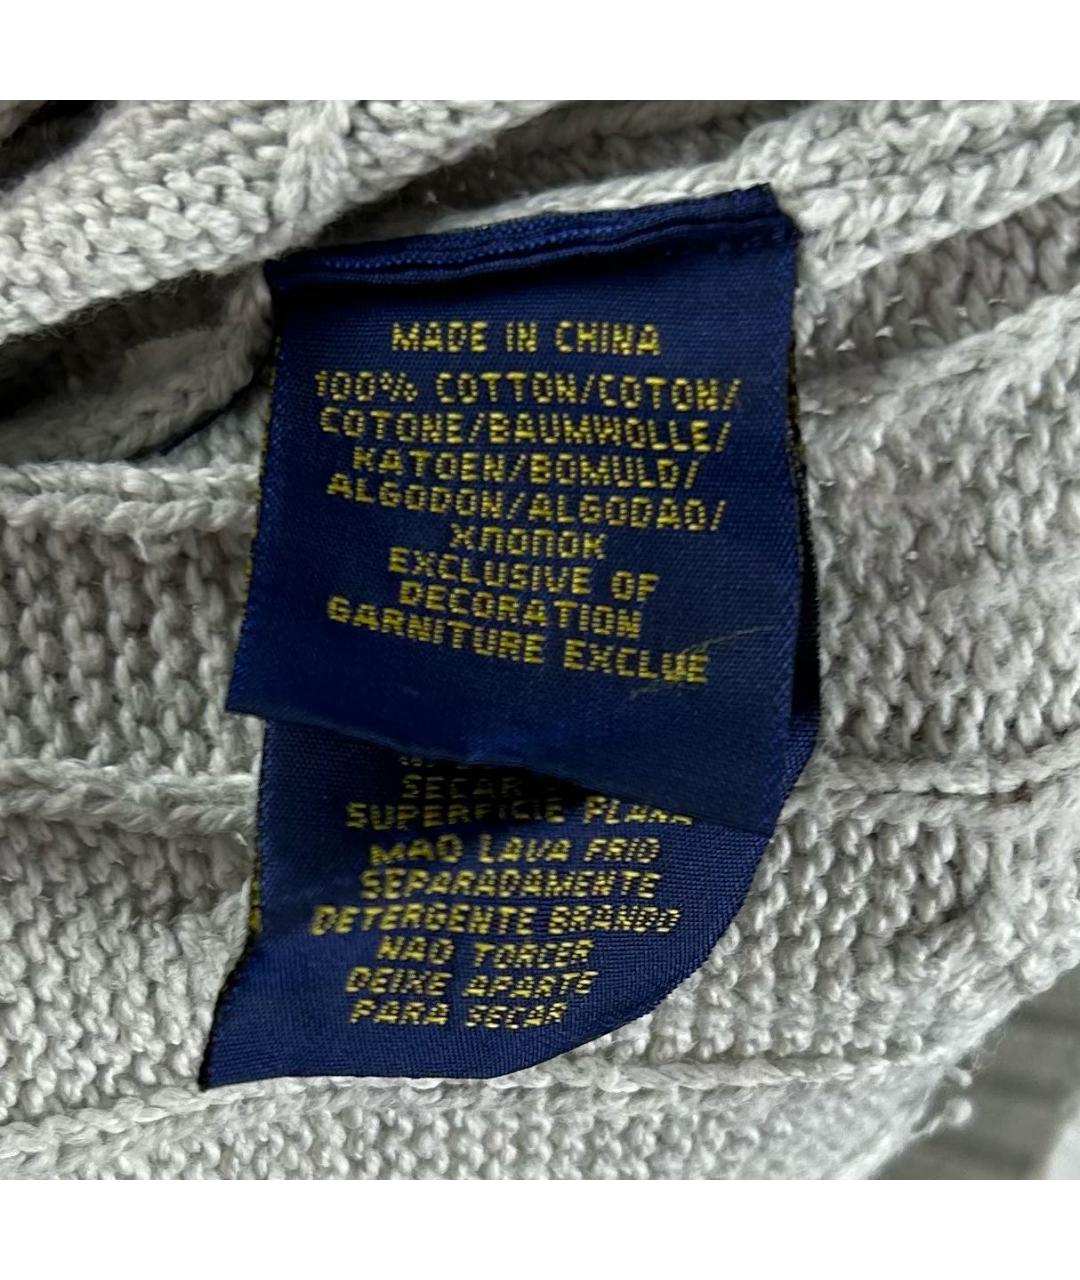 MADE IN CHINA
100% COTTON/COTON/
COTONE/BAUMWOLLE/
KATOEN/BOMULD/
ALGODON/ALGODAO/
ХЛОПОК
EXCLUSIVE OF
DECORATION
GARNITURE EXCLUE
SECAR
SUPERFICIE PLANA
MAO LAVA FRIO
SEPARADAMENTE
DETERGENTE BRANDO
NAO TORCER
DEIXE APARTE
PARA SECAR